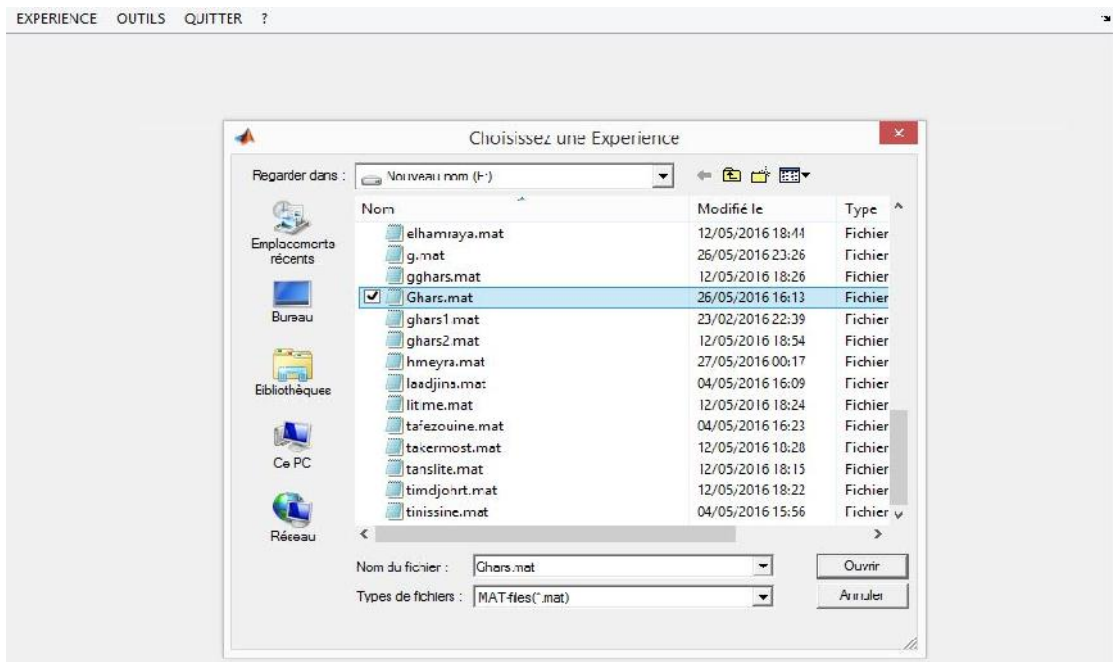 EXPERIENCE OUTILS QUITTER ?
Choisissez une Experience
Regarder dans : Nouveau nom (F:)
Nom Modifié le Type
elhamraya.mat 12/05/2016 18:44 Fichier
g.mat 26/05/2016 23:26 Fichier
gghars.mat 12/05/2016 18:26 Fichier
Ghars.mat 26/05/2016 16:13 Fichier
ghars1.mat 23/02/2016 22:39 Fichier
ghars2.mat 12/05/2016 18:54 Fichier
hmeyra.mat 27/05/2016 00:17 Fichier
laadjina.mat 04/05/2016 16:09 Fichier
litime.mat 12/05/2016 18:24 Fichier
tafezouine.mat 04/05/2016 16:23 Fichier
takermost.mat 12/05/2016 18:28 Fichier
tanslite.mat 12/05/2016 18:15 Fichier
timdjohrt.mat 12/05/2016 18:22 Fichier
tinissine.mat 04/05/2016 15:56 Fichier
Emplacements
récents
Bureau
Bibliothèques
Ce PC
Réseau
Nom du fichier : Ghars.mat Ouvrir
Types de fichiers : MAT-files(*.mat) Annuler